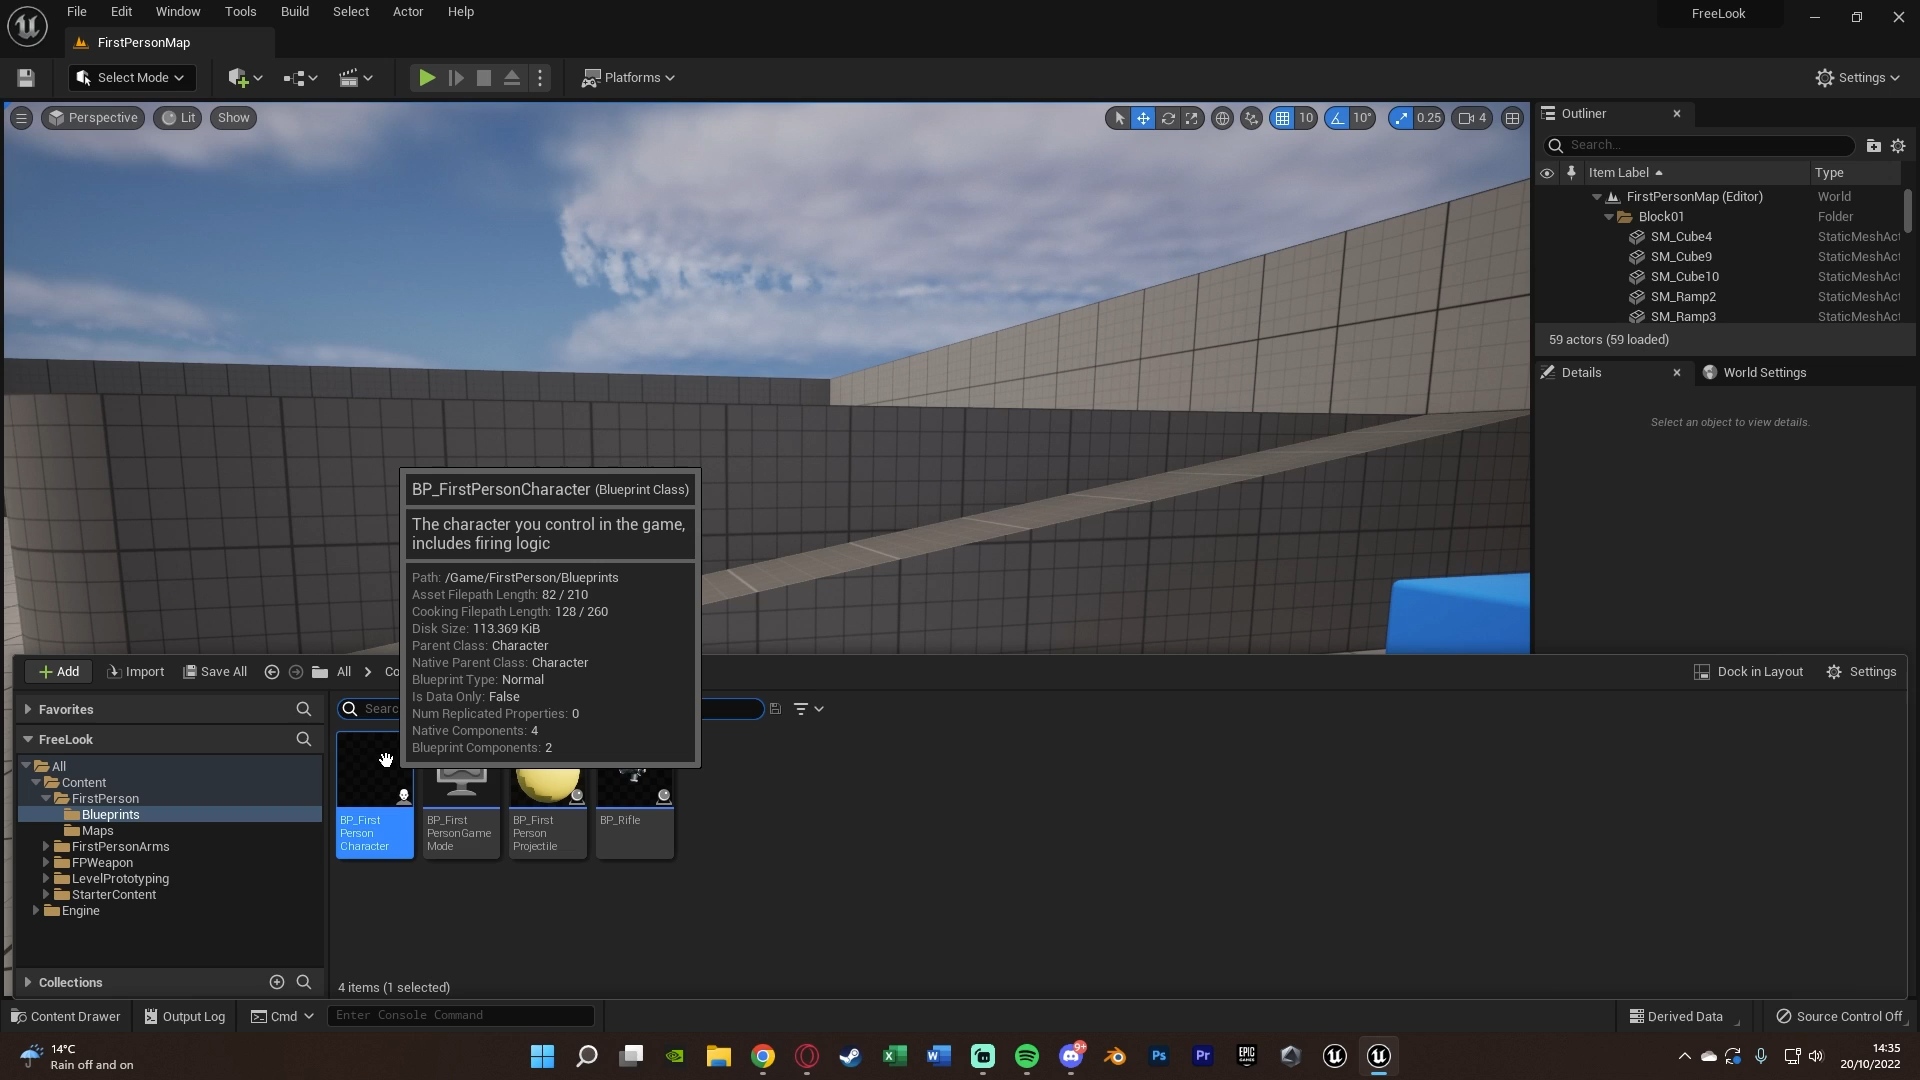 File Edit Window Tools Build Select Actor Help
FreeLook
FirstPersonMap
Select Mode
Platforms
Settings
Perspective Lit Show
10 10° 0.25 4
Outliner
Search...
Item Label Type
FirstPersonMap (Editor) World
Block01 Folder
SM_Cube4 StaticMeshAct
SM_Cube9 StaticMeshAct
SM_Cube10 StaticMeshAct
SM_Ramp2 StaticMeshAct
SM_Ramp3 StaticMeshAct
59 actors (59 loaded)
Details World Settings
Select an object to view details.
BP_FirstPersonCharacter (Blueprint Class)
The character you control in the game,
includes firing logic
Path: /Game/FirstPerson/Blueprints
Asset Filepath Length: 82 / 210
Cooking Filepath Length: 128 / 260
Disk Size: 113.369 KiB
Parent Class: Character
Native Parent Class: Character
Blueprint Type: Normal
Is Data Only: False
Num Replicated Properties: 0
Native Components: 4
Blueprint Components: 2
Add Import Save All All Co
Dock in Layout Settings
Favorites
Searc
FreeLook
All
Content
FirstPerson
Blueprints
Maps
FirstPersonArms
FPWeapon
LevelPrototyping
StarterContent
Engine
Collections
BP_First
Person
Character
BP_First
PersonGame
Mode
BP_First
Person
Projectile
BP_Rifle
4 items (1 selected)
Content Drawer Output Log Cmd Enter Console Command
Derived Data Source Control Off
14°C
Rain off and on
9+
Ps
Pr
EPIC
GAMES
14:35
20/10/2022